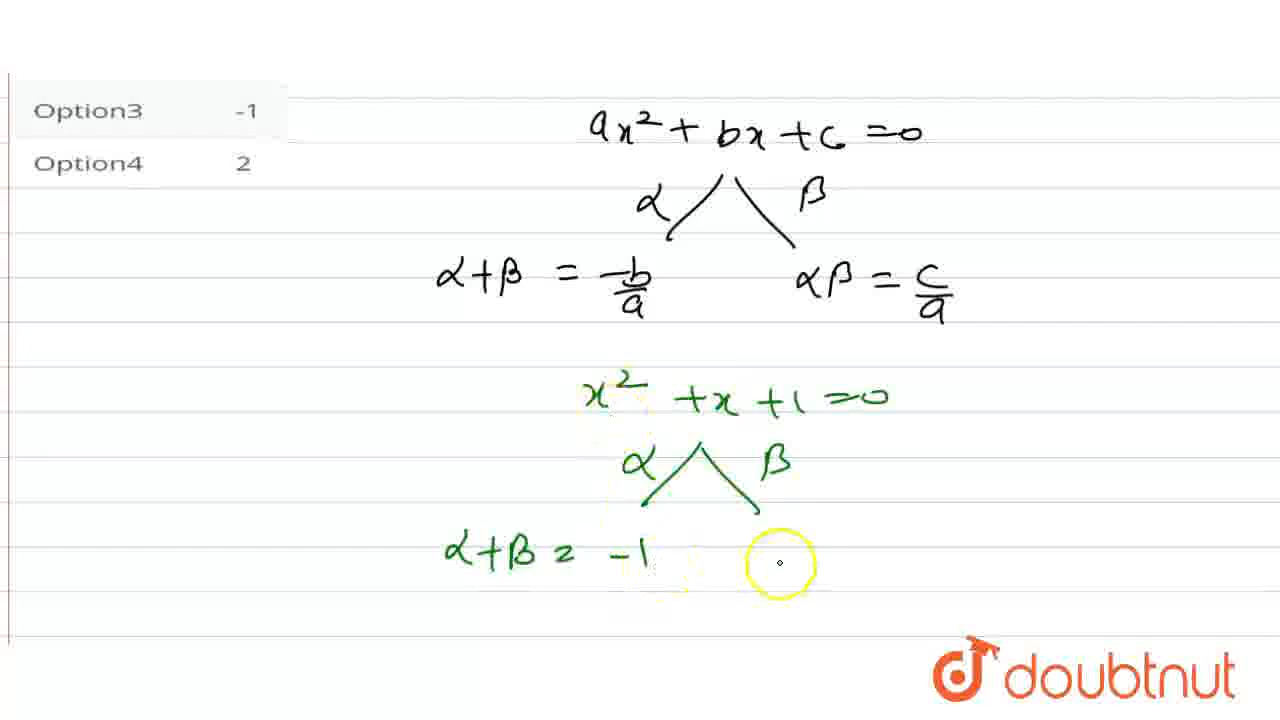 Option3 -1
Option4 2
ax² + bx + c = 0
α β
α+β = -b/a αβ = c/a
x² + x + 1 = 0
α β
α+β = -1
doubtnut